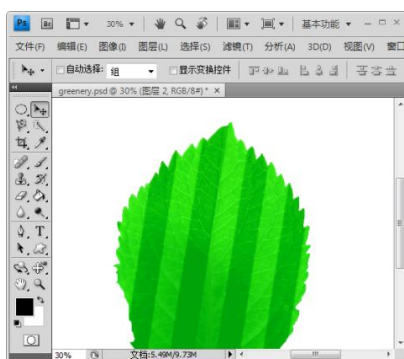 Ps Br 30% 基本功能
文件(F) 编辑(E) 图像(I) 图层(L) 选择(S) 滤镜(T) 分析(A) 3D(D) 视图(V) 窗口
自动选择: 组 显示变换控件
greenery.psd @ 30% (图层 2, RGB/8#) * ×
30% 文档:5.49M/9.73M